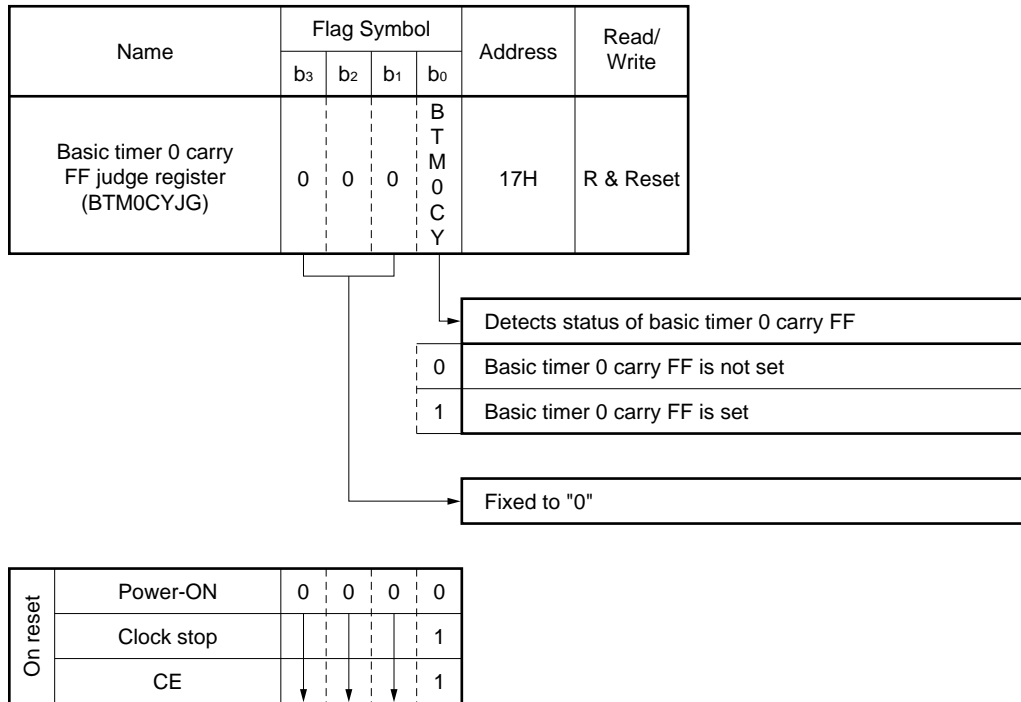 Name
Flag Symbol
Address
Read/
Write
b3 b2 b1 b0
Basic timer 0 carry
FF judge register
(BTM0CYJG)
0 0 0
B
T
M
0
C
Y
17H
R & Reset
Detects status of basic timer 0 carry FF
0 Basic timer 0 carry FF is not set
1 Basic timer 0 carry FF is set
Fixed to "0"
On reset
Power-ON 0 0 0 0
Clock stop 1
CE 1